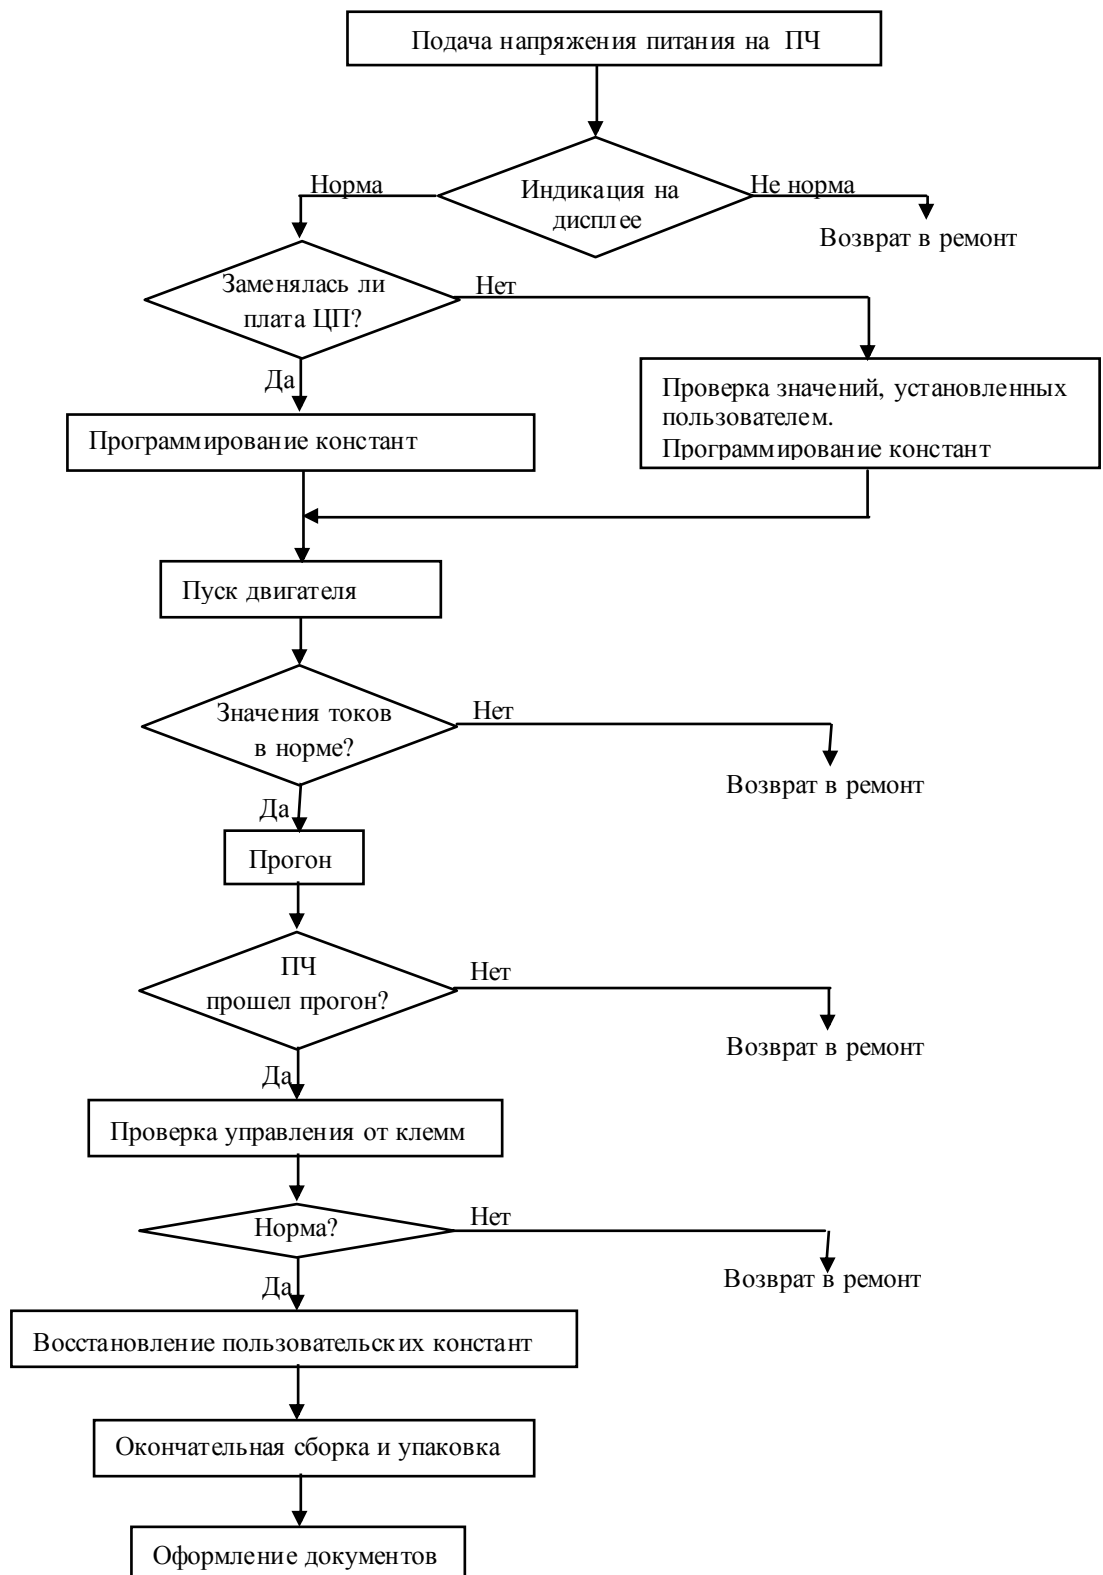 Подача напряжения питания на ПЧ
Норма
Индикация на
дисплее
Не норма
Возврат в ремонт
Заменялась ли
плата ЦП?
Нет
Да
Проверка значений, установленных
пользователем.
Программирование констант
Программирование констант
Пуск двигателя
Значения токов
в норме?
Нет
Возврат в ремонт
Да
Прогон
ПЧ
прошел прогон?
Нет
Возврат в ремонт
Да
Проверка управления от клемм
Норма?
Нет
Возврат в ремонт
Да
Восстановление пользовательских констант
Окончательная сборка и упаковка
Оформление документов